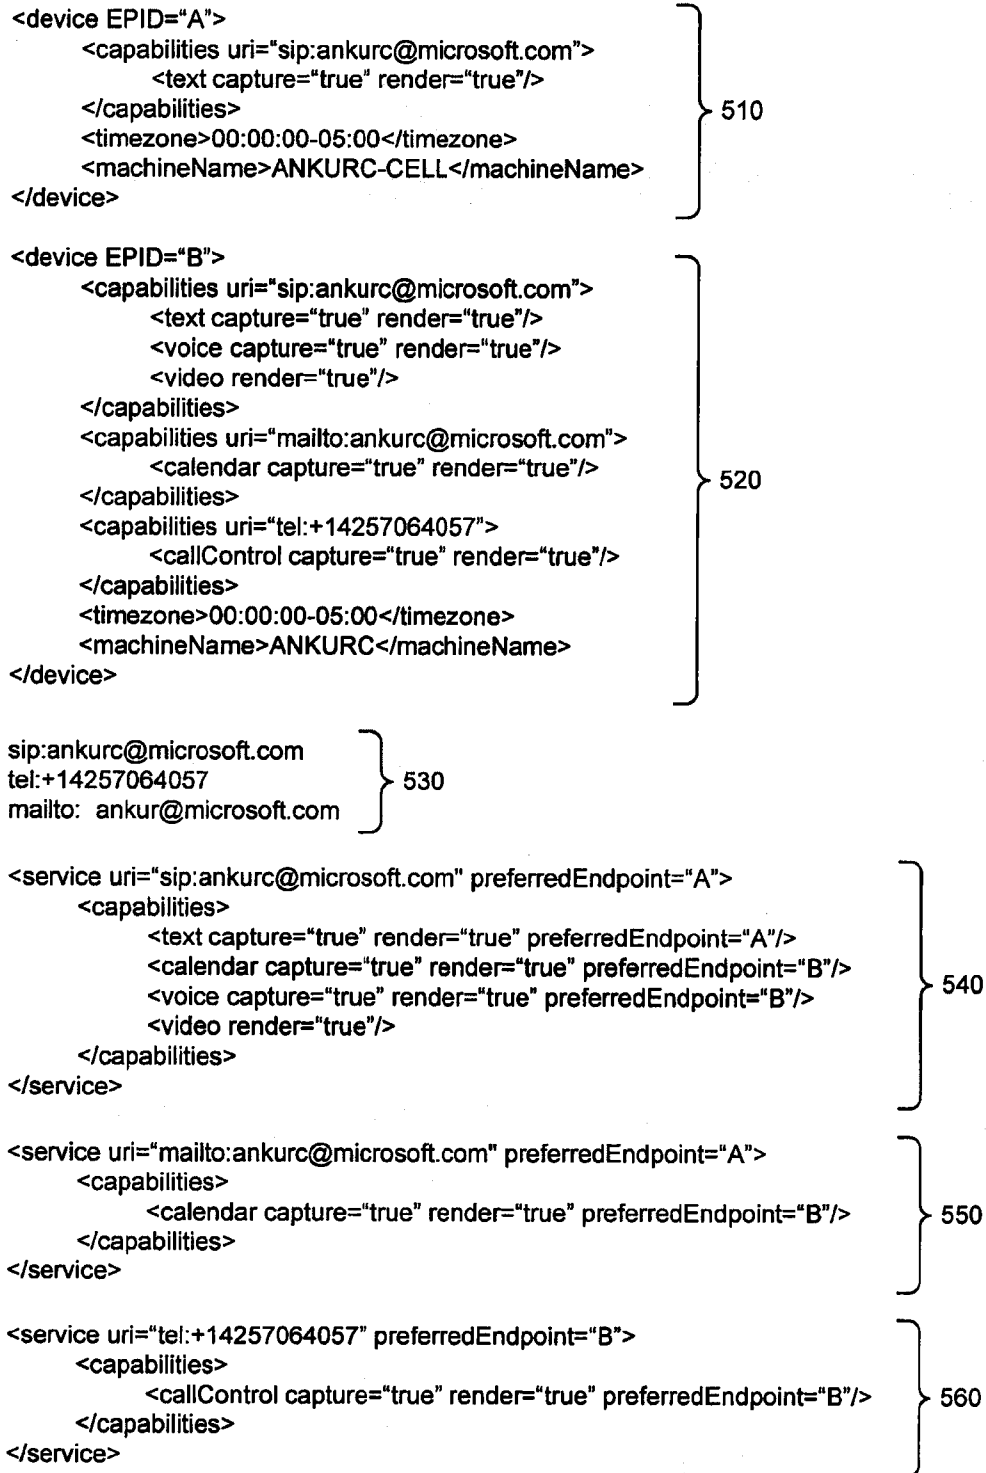 <device EPID="A">
<capabilities uri="sip:ankurc@microsoft.com">
<text capture="true" render="true"/>
</capabilities>
<timezone>00:00:00-05:00</timezone>
<machineName>ANKURC-CELL</machineName>
</device>
510
<device EPID="B">
<capabilities uri="sip:ankurc@microsoft.com">
<text capture="true" render="true"/>
<voice capture="true" render="true"/>
<video render="true"/>
</capabilities>
<capabilities uri="mailto:ankurc@microsoft.com">
<calendar capture="true" render="true"/>
</capabilities>
<capabilities uri="tel:+14257064057">
<callControl capture="true" render="true"/>
</capabilities>
<timezone>00:00:00-05:00</timezone>
<machineName>ANKURC</machineName>
</device>
520
sip:ankurc@microsoft.com
tel:+14257064057
mailto: ankur@microsoft.com
530
<service uri="sip:ankurc@microsoft.com" preferredEndpoint="A">
<capabilities>
<text capture="true" render="true" preferredEndpoint="A"/>
<calendar capture="true" render="true" preferredEndpoint="B"/>
<voice capture="true" render="true" preferredEndpoint="B"/>
<video render="true"/>
</capabilities>
</service>
540
<service uri="mailto:ankurc@microsoft.com" preferredEndpoint="A">
<capabilities>
<calendar capture="true" render="true" preferredEndpoint="B"/>
</capabilities>
</service>
550
<service uri="tel:+14257064057" preferredEndpoint="B">
<capabilities>
<callControl capture="true" render="true" preferredEndpoint="B"/>
</capabilities>
</service>
560